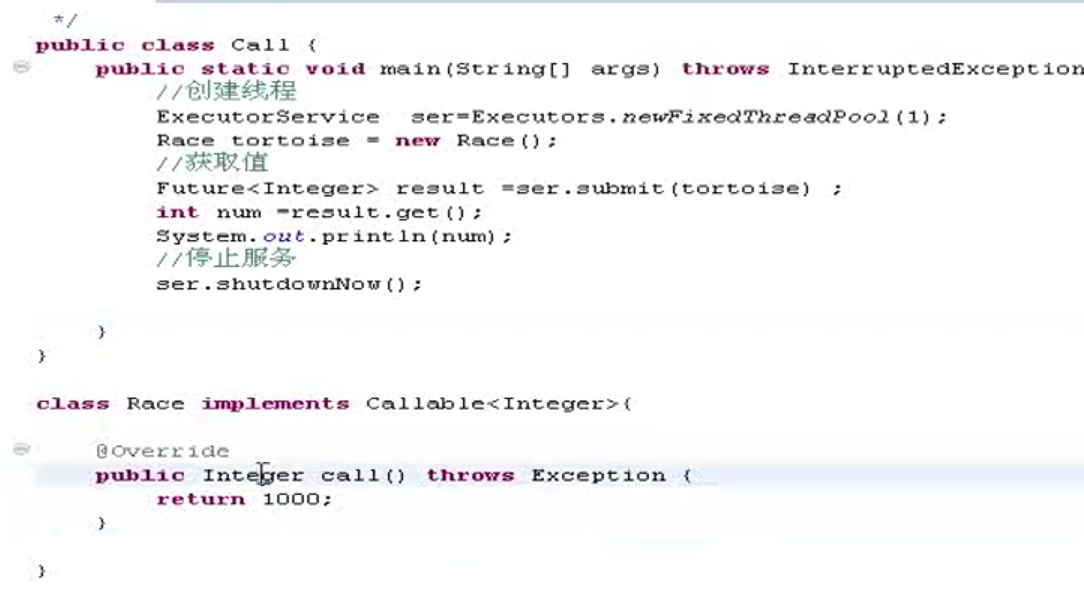 */
public class Call {
public static void main(String[] args) throws InterruptedException
//创建线程
ExecutorService  ser=Executors.newFixedThreadPool(1);
Race tortoise = new Race();
//获取值
Future<Integer> result =ser.submit(tortoise) ;
int num =result.get();
System.out.println(num);
//停止服务
ser.shutdownNow();
}
}
class Race implements Callable<Integer>{
@Override
public Integer call() throws Exception {
return 1000;
}
}